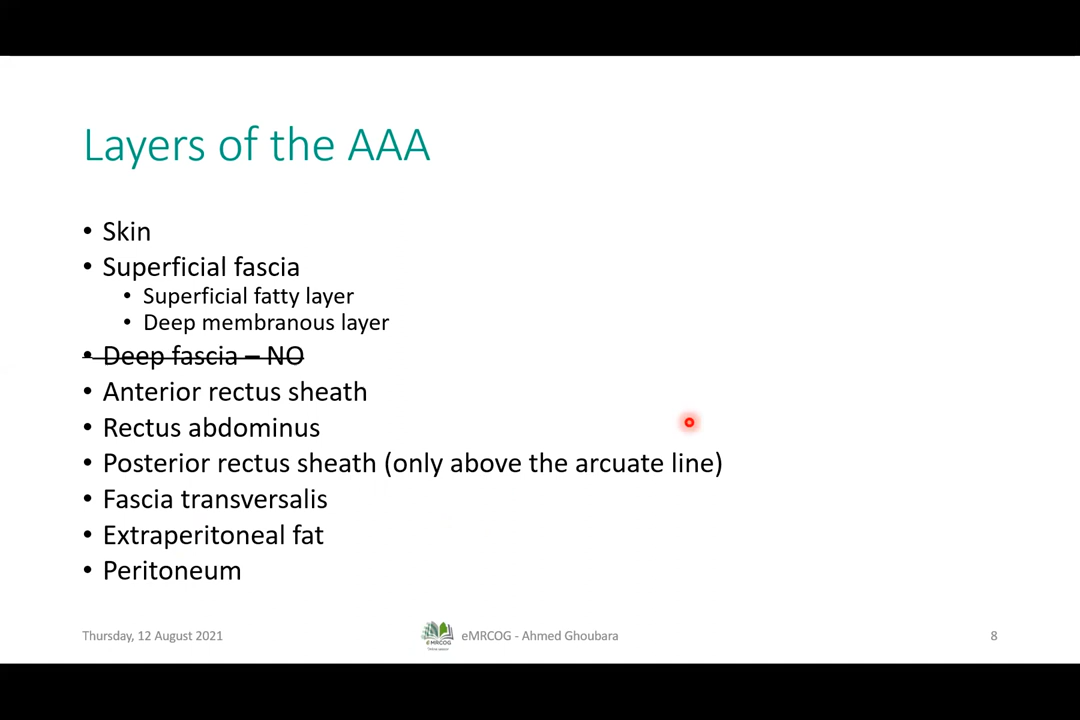 Layers of the AAA
• Skin
• Superficial fascia
• Superficial fatty layer
• Deep membranous layer
• Deep fascia – NO
• Anterior rectus sheath
• Rectus abdominus
• Posterior rectus sheath (only above the arcuate line)
• Fascia transversalis
• Extraperitoneal fat
• Peritoneum
Thursday, 12 August 2021
eMRCOG
eMRCOG - Ahmed Ghoubara
8